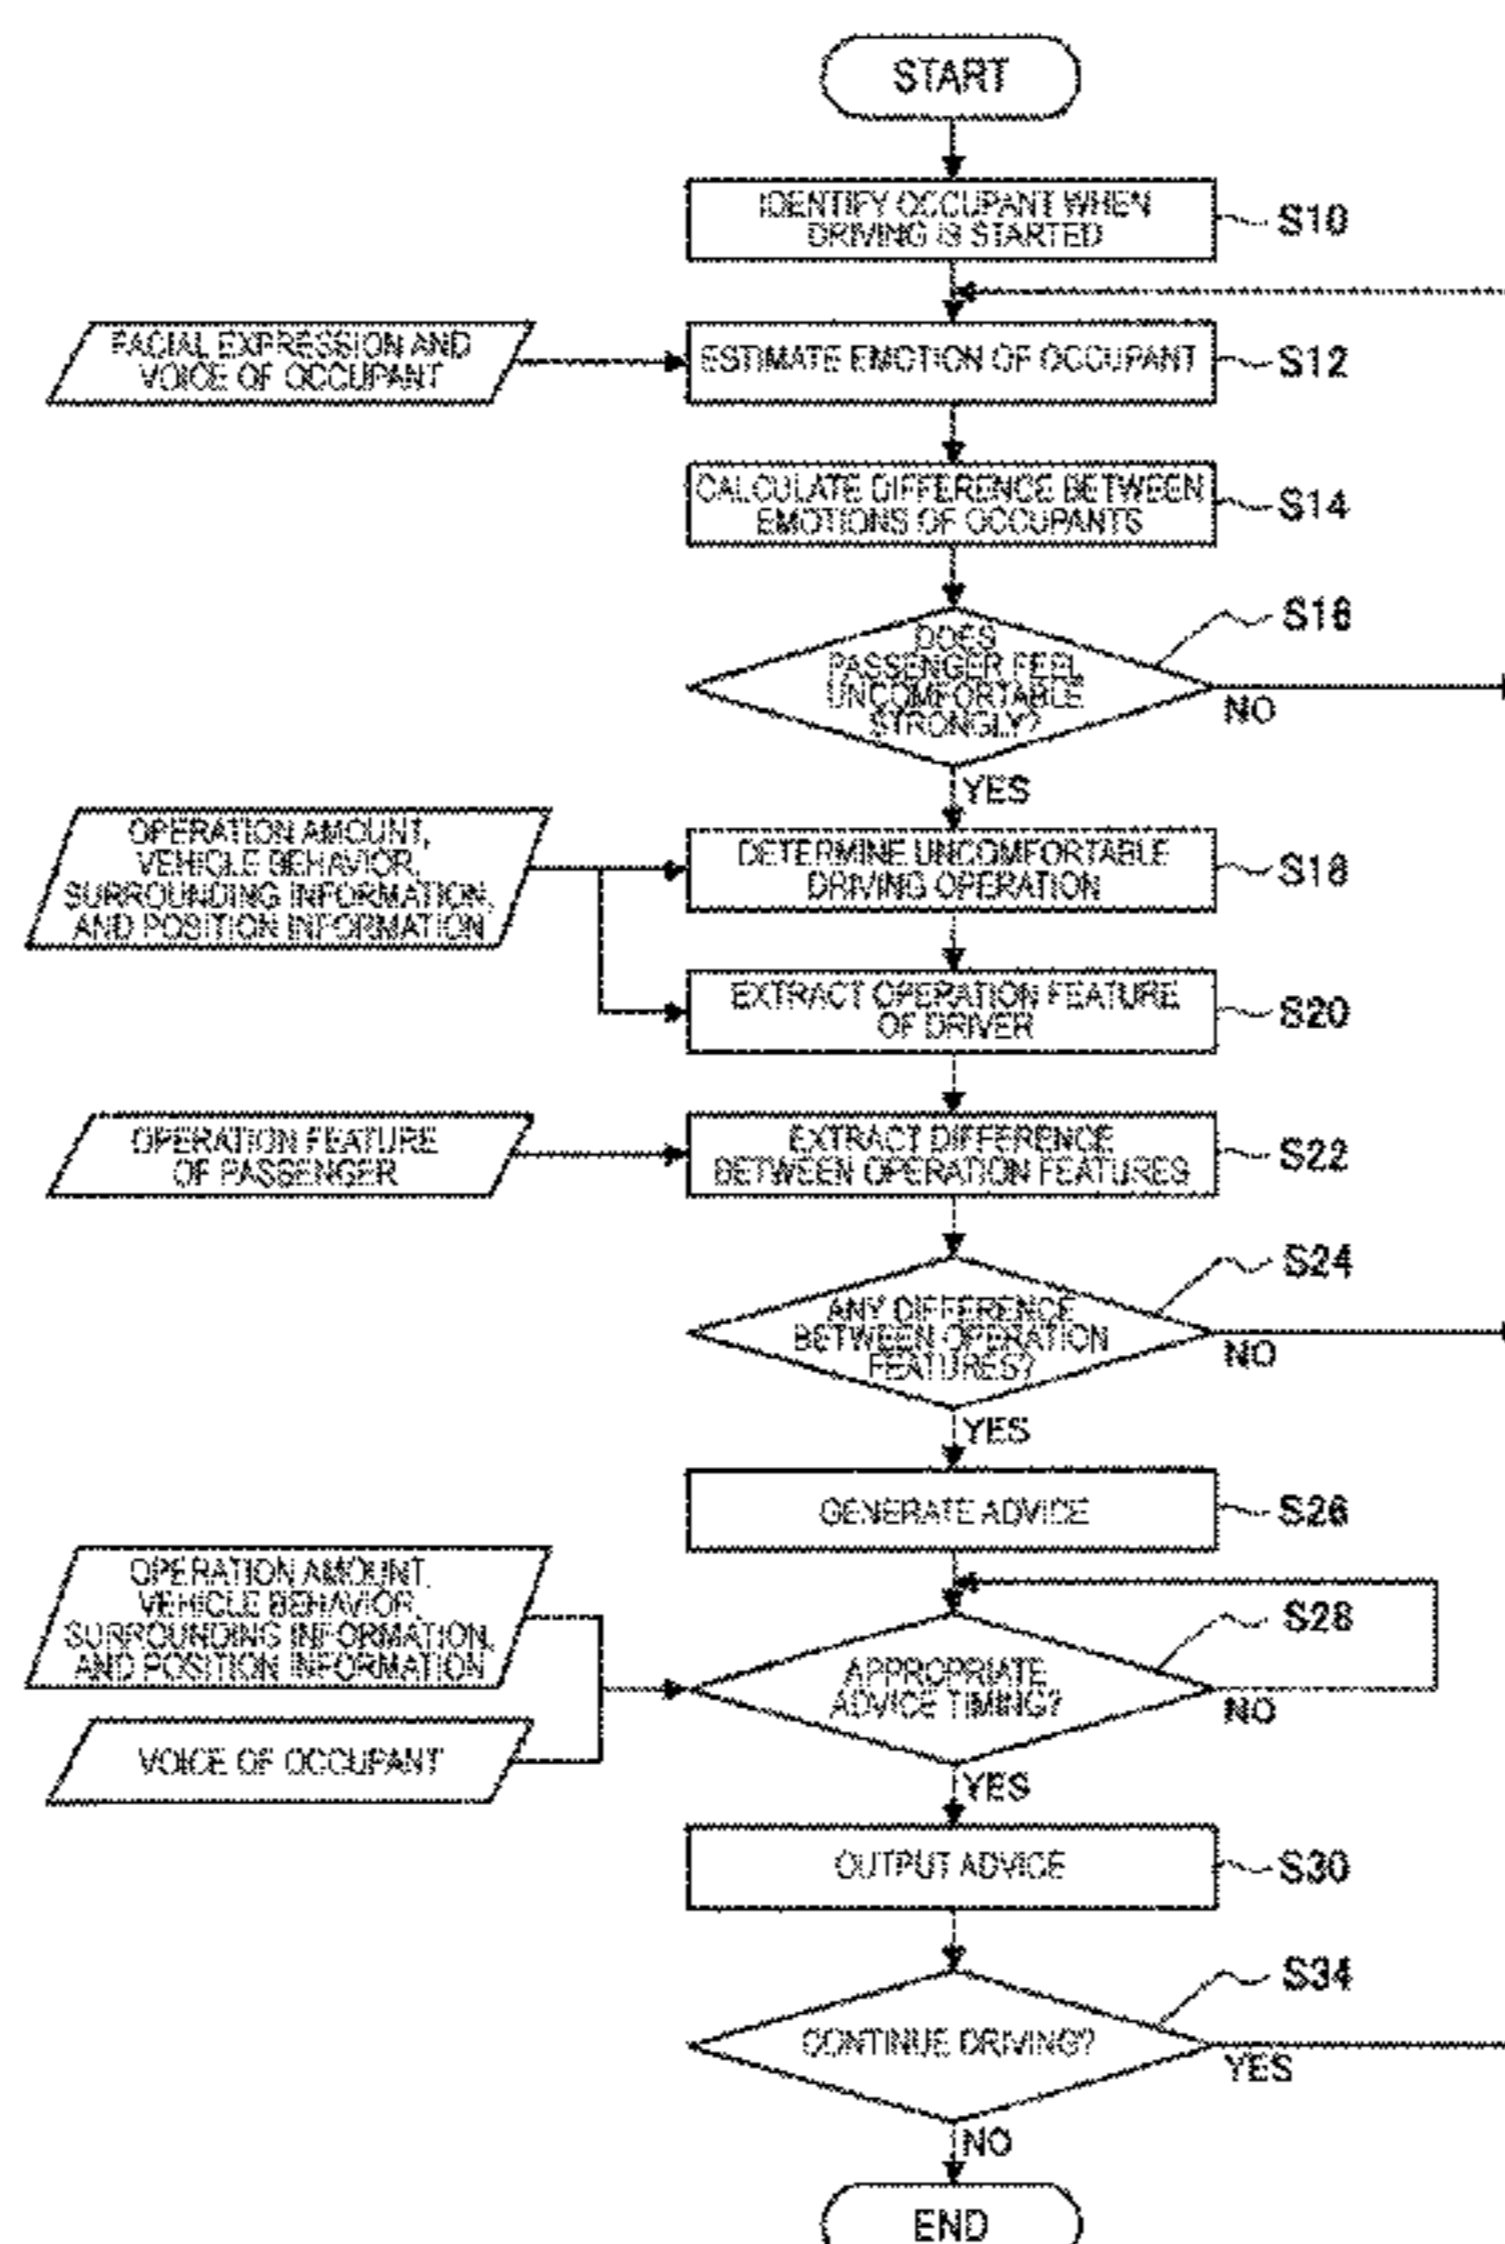 START
IDENTIFY OCCUPANT WHEN
DRIVING IS STARTED
S10
FACIAL EXPRESSION AND
VOICE OF OCCUPANT
ESTIMATE EMOTION OF OCCUPANT
S12
CALCULATE DIFFERENCE BETWEEN
EMOTIONS OF OCCUPANTS
S14
DOES
PASSENGER FEEL
UNCOMFORTABLE
STRONGLY?
S16
NO
YES
OPERATION AMOUNT,
VEHICLE BEHAVIOR,
SURROUNDING INFORMATION,
AND POSITION INFORMATION
DETERMINE UNCOMFORTABLE
DRIVING OPERATION
S18
EXTRACT OPERATION FEATURE
OF DRIVER
S20
OPERATION FEATURE
OF PASSENGER
EXTRACT DIFFERENCE
BETWEEN OPERATION FEATURES
S22
ANY DIFFERENCE
BETWEEN OPERATION
FEATURES?
S24
NO
YES
GENERATE ADVICE
S26
OPERATION AMOUNT,
VEHICLE BEHAVIOR,
SURROUNDING INFORMATION,
AND POSITION INFORMATION
VOICE OF OCCUPANT
APPROPRIATE
ADVICE TIMING?
S28
NO
YES
OUTPUT ADVICE
S30
CONTINUE DRIVING?
S34
YES
NO
END